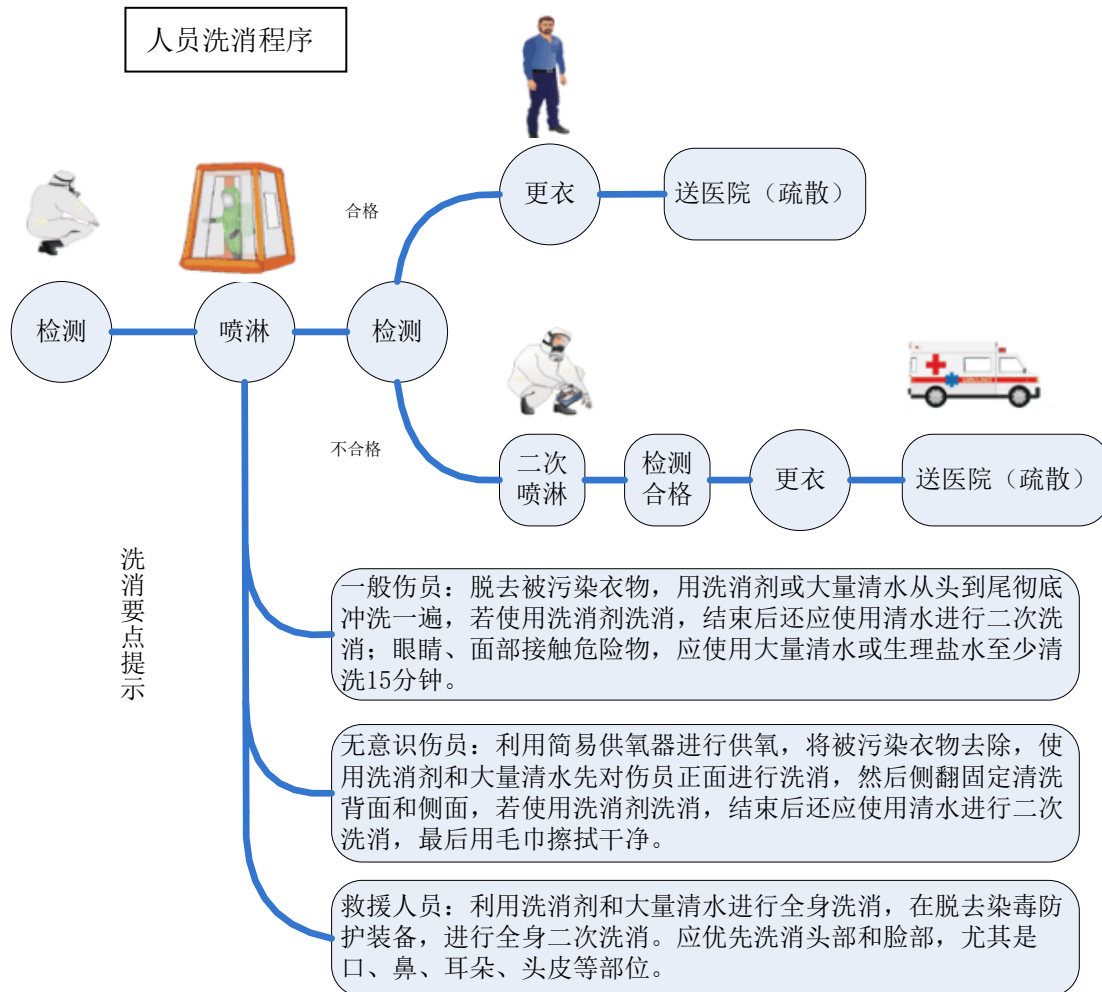 人员洗消程序
更衣
送医院（疏散）
合格
检测
喷淋
检测
不合格
二次
喷淋
检测
合格
更衣
送医院（疏散）
洗消要点提示
一般伤员：脱去被污染衣物，用洗消剂或大量清水从头到尾彻底
冲洗一遍，若使用洗消剂洗消，结束后还应使用清水进行二次洗
消；眼睛、面部接触危险物，应使用大量清水或生理盐水至少清
洗15分钟。
无意识伤员：利用简易供氧器进行供氧，将被污染衣物去除，使
用洗消剂和大量清水先对伤员正面进行洗消，然后侧翻固定清洗
背面和侧面，若使用洗消剂洗消，结束后还应使用清水进行二次
洗消，最后用毛巾擦拭干净。
救援人员：利用洗消剂和大量清水进行全身洗消，在脱去染毒防
护装备，进行全身二次洗消。应优先洗消头部和脸部，尤其是
口、鼻、耳朵、头皮等部位。